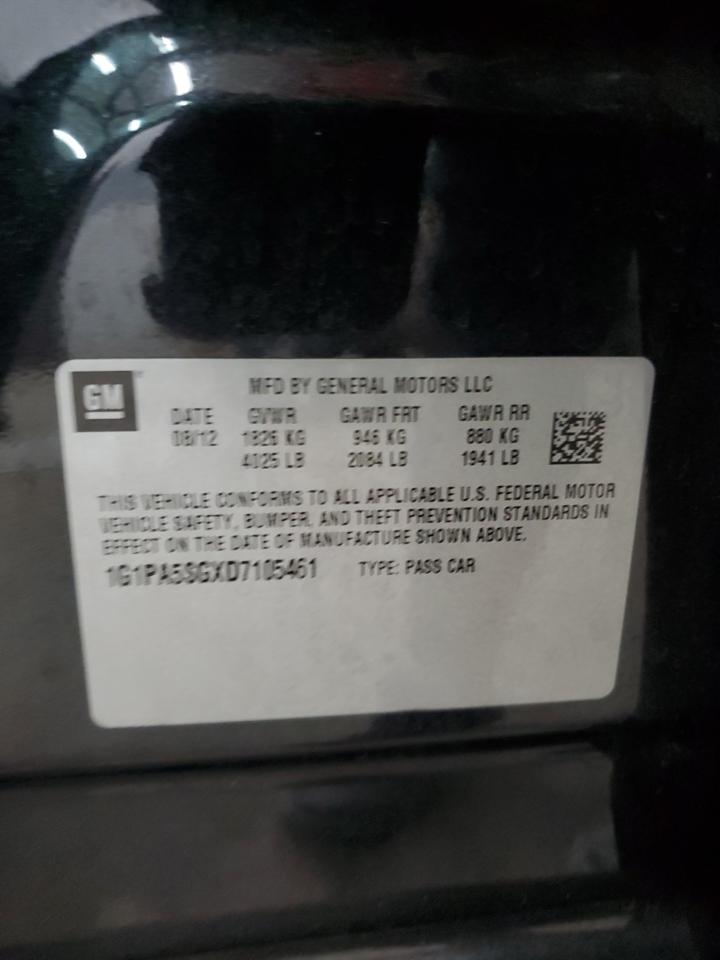 GM
MFD BY GENERAL MOTORS LLC
DATE GVWR GAWR FRT GAWR RR
08/12 1826 KG 946 KG 880 KG
4025 LB 2084 LB 1941 LB
THIS VEHICLE CONFORMS TO ALL APPLICABLE U.S. FEDERAL MOTOR
VEHICLE SAFETY, BUMPER, AND THEFT PREVENTION STANDARDS IN
EFFECT ON THE DATE OF MANUFACTURE SHOWN ABOVE.
1G1PA5SGXD7105461 TYPE: PASS CAR